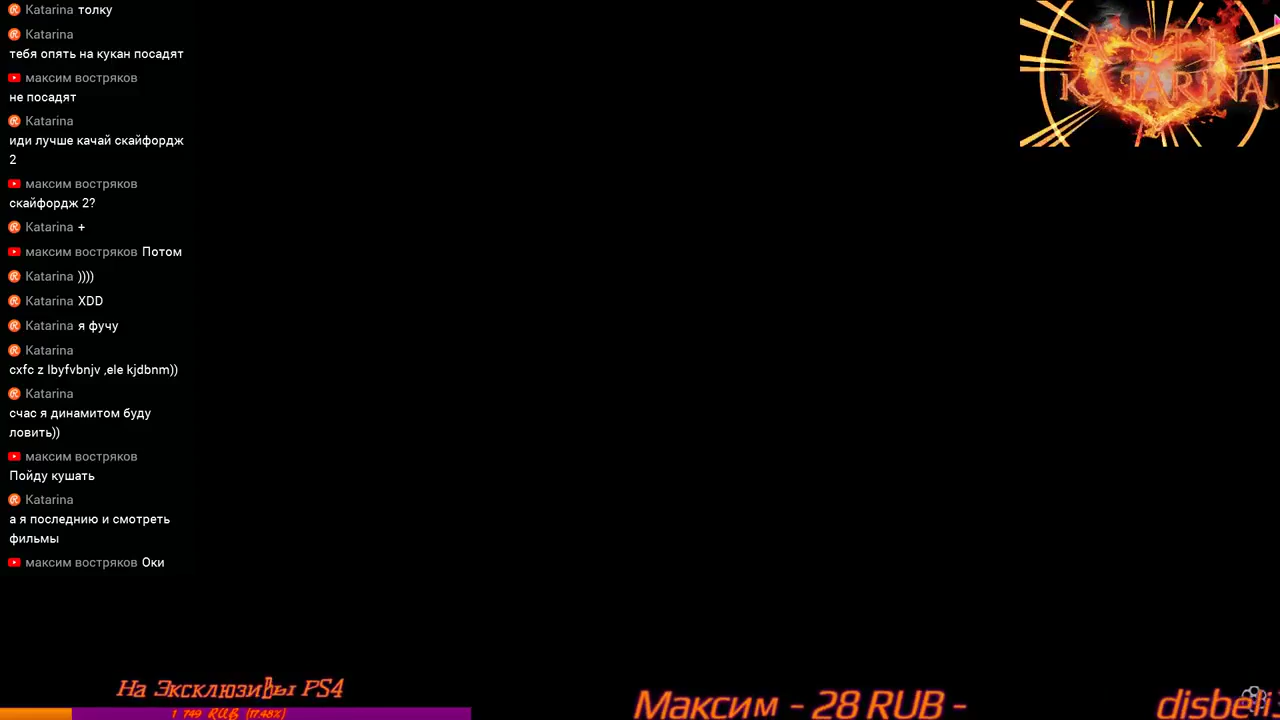 Katarina толку
Katarina
тебя опять на кукан посадят
максим востряков
не посадят
Katarina
иди лучше качай скайфордж
2
максим востряков
скайфордж 2?
Katarina +
максим востряков Потом
Katarina ))))
Katarina XDD
Katarina я фучу
Katarina
cxfc z lbyfvbnjv ,ele kjdbnm))
Katarina
счас я динамитом буду
ловить))
максим востряков
Пойду кушать
Katarina
а я последнию и смотреть
фильмы
максим востряков Оки
KATARINA
На Эксклюзивы PS4
1 749 RUB (17.48%)
Максим - 28 RUB -